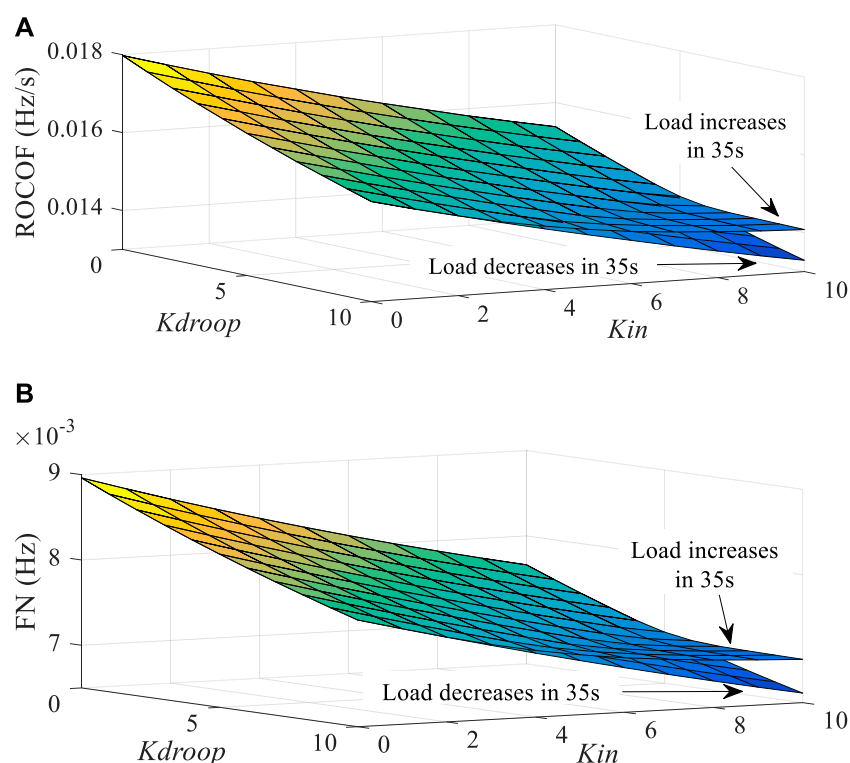 A
0.018
0.016
0.014
ROCOF (Hz/s)
Load increases
in 35s
Load decreases in 35s
0
5
10
Kdroop
0
2
4
6
8
10
Kin
B
×10-3
9
8
7
FN (Hz)
Load increases
in 35s
Load decreases in 35s
0
5
10
Kdroop
0
2
4
6
8
10
Kin